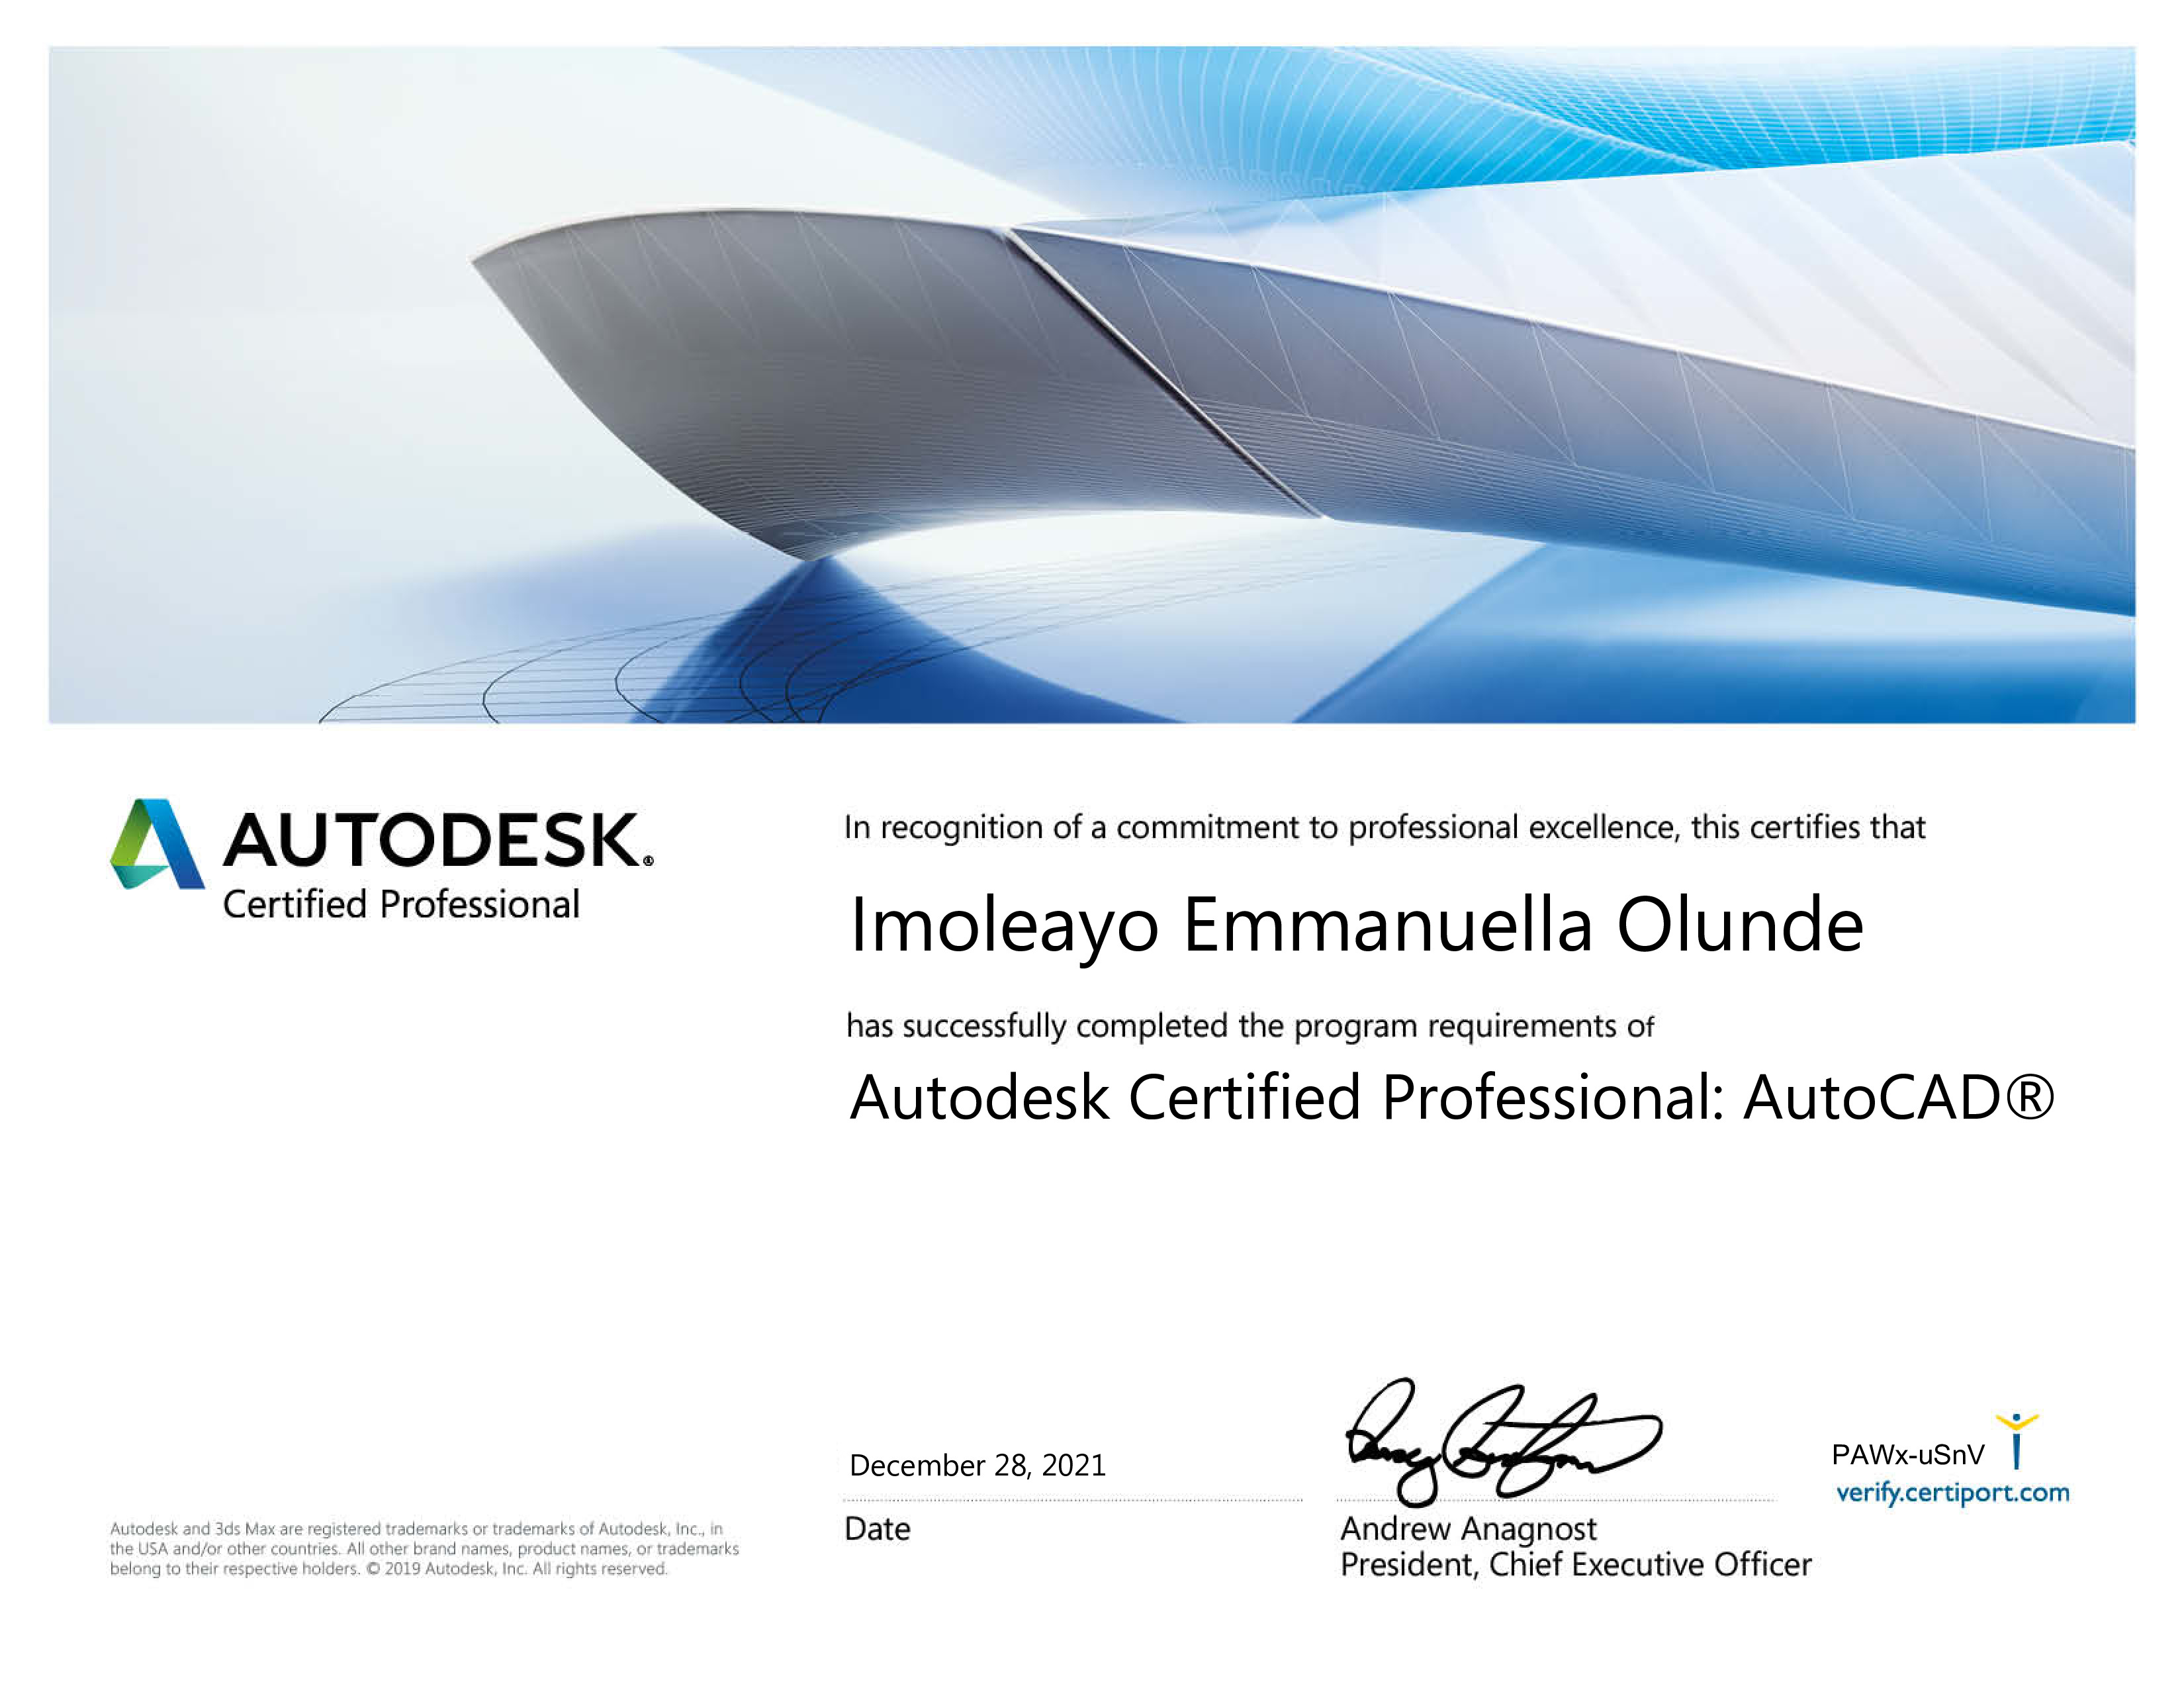 AUTODESK®
Certified Professional
In recognition of a commitment to professional excellence, this certifies that
Imoleayo Emmanuella Olunde
has successfully completed the program requirements of
Autodesk Certified Professional: AutoCAD®
December 28, 2021
Date
Andrew Anagnost
President, Chief Executive Officer
PAWx-uSnV
verify.certiport.com
Autodesk and 3ds Max are registered trademarks or trademarks of Autodesk, Inc., in
the USA and/or other countries. All other brand names, product names, or trademarks
belong to their respective holders. © 2019 Autodesk, Inc. All rights reserved.